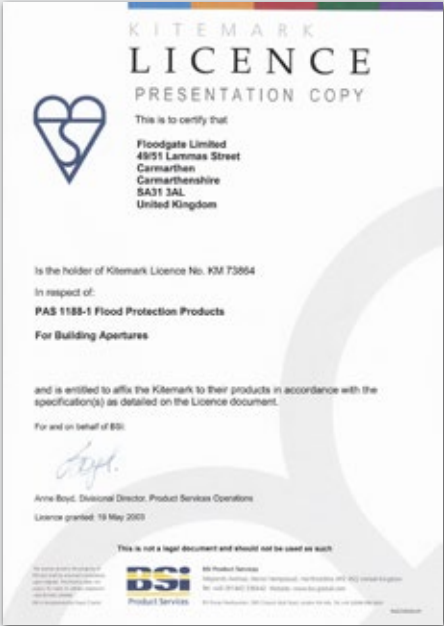 KITEMARK
LICENCE
PRESENTATION COPY
This is to certify that
Floodgate Limited
49/51 Lammas Street
Carmarthen
Carmarthenshire
SA31 3AL
United Kingdom
Is the holder of Kitemark Licence No. KM 73864
In respect of:
PAS 1188-1 Flood Protection Products
For Building Apertures
and is entitled to affix the Kitemark to their products in accordance with the
specification(s) as detailed on the Licence document.
For and on behalf of BSI:
Anne Boyd, Divisional Director, Product Services Operations
Licence granted: 19 May 2003
This is not a legal document and should not be used as such
BSi
Product Services
BSI Product Services